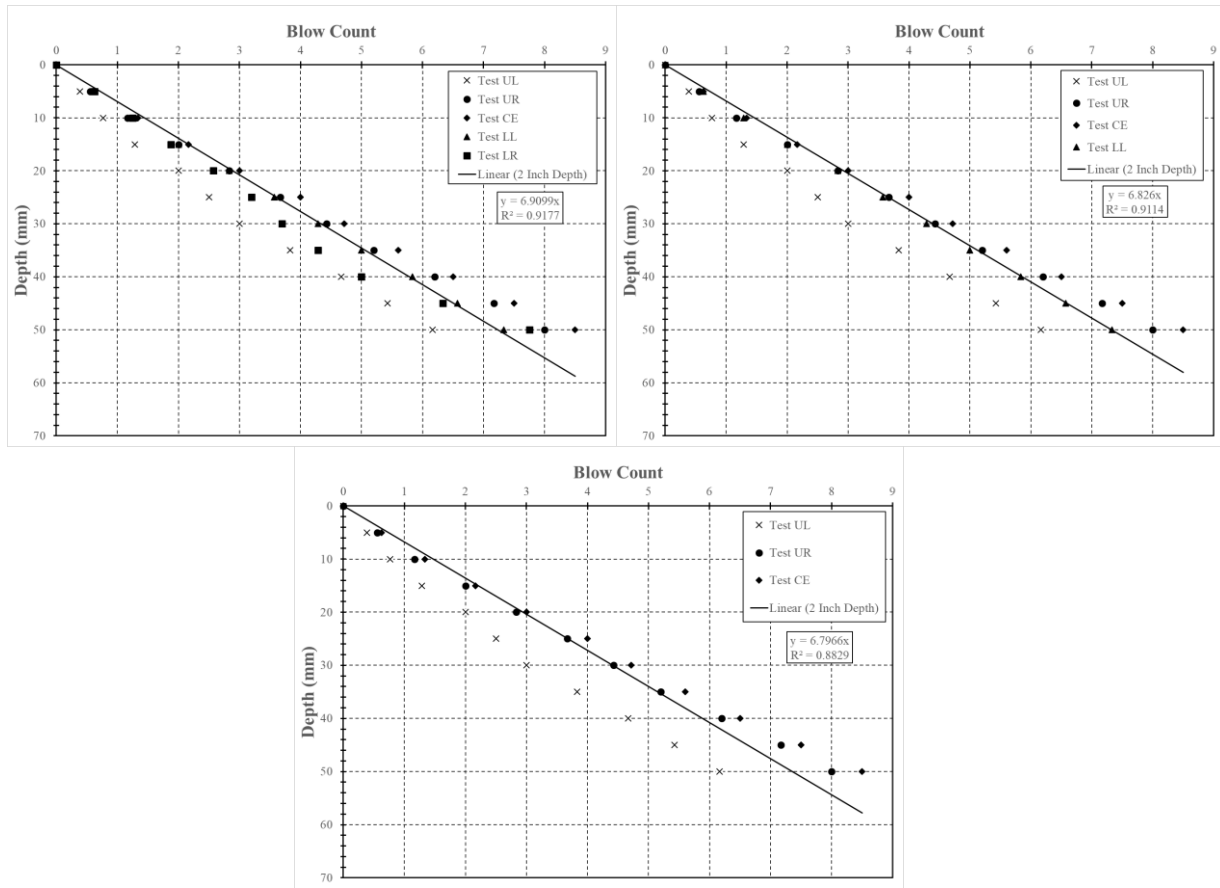 Blow Count
0 1 2 3 4 5 6 7 8 9
0
10
20
30
40
50
60
70
Depth (mm)
Test UL
Test UR
Test CE
Test LL
Test LR
Linear (2 Inch Depth)
y = 6.9099x
R² = 0.9177
Blow Count
0 1 2 3 4 5 6 7 8 9
0
10
20
30
40
50
60
70
Depth (mm)
Test UL
Test UR
Test CE
Test LL
Linear (2 Inch Depth)
y = 6.826x
R² = 0.9114
Blow Count
0 1 2 3 4 5 6 7 8 9
0
10
20
30
40
50
60
70
Depth (mm)
Test UL
Test UR
Test CE
Linear (2 Inch Depth)
y = 6.7966x
R² = 0.8829